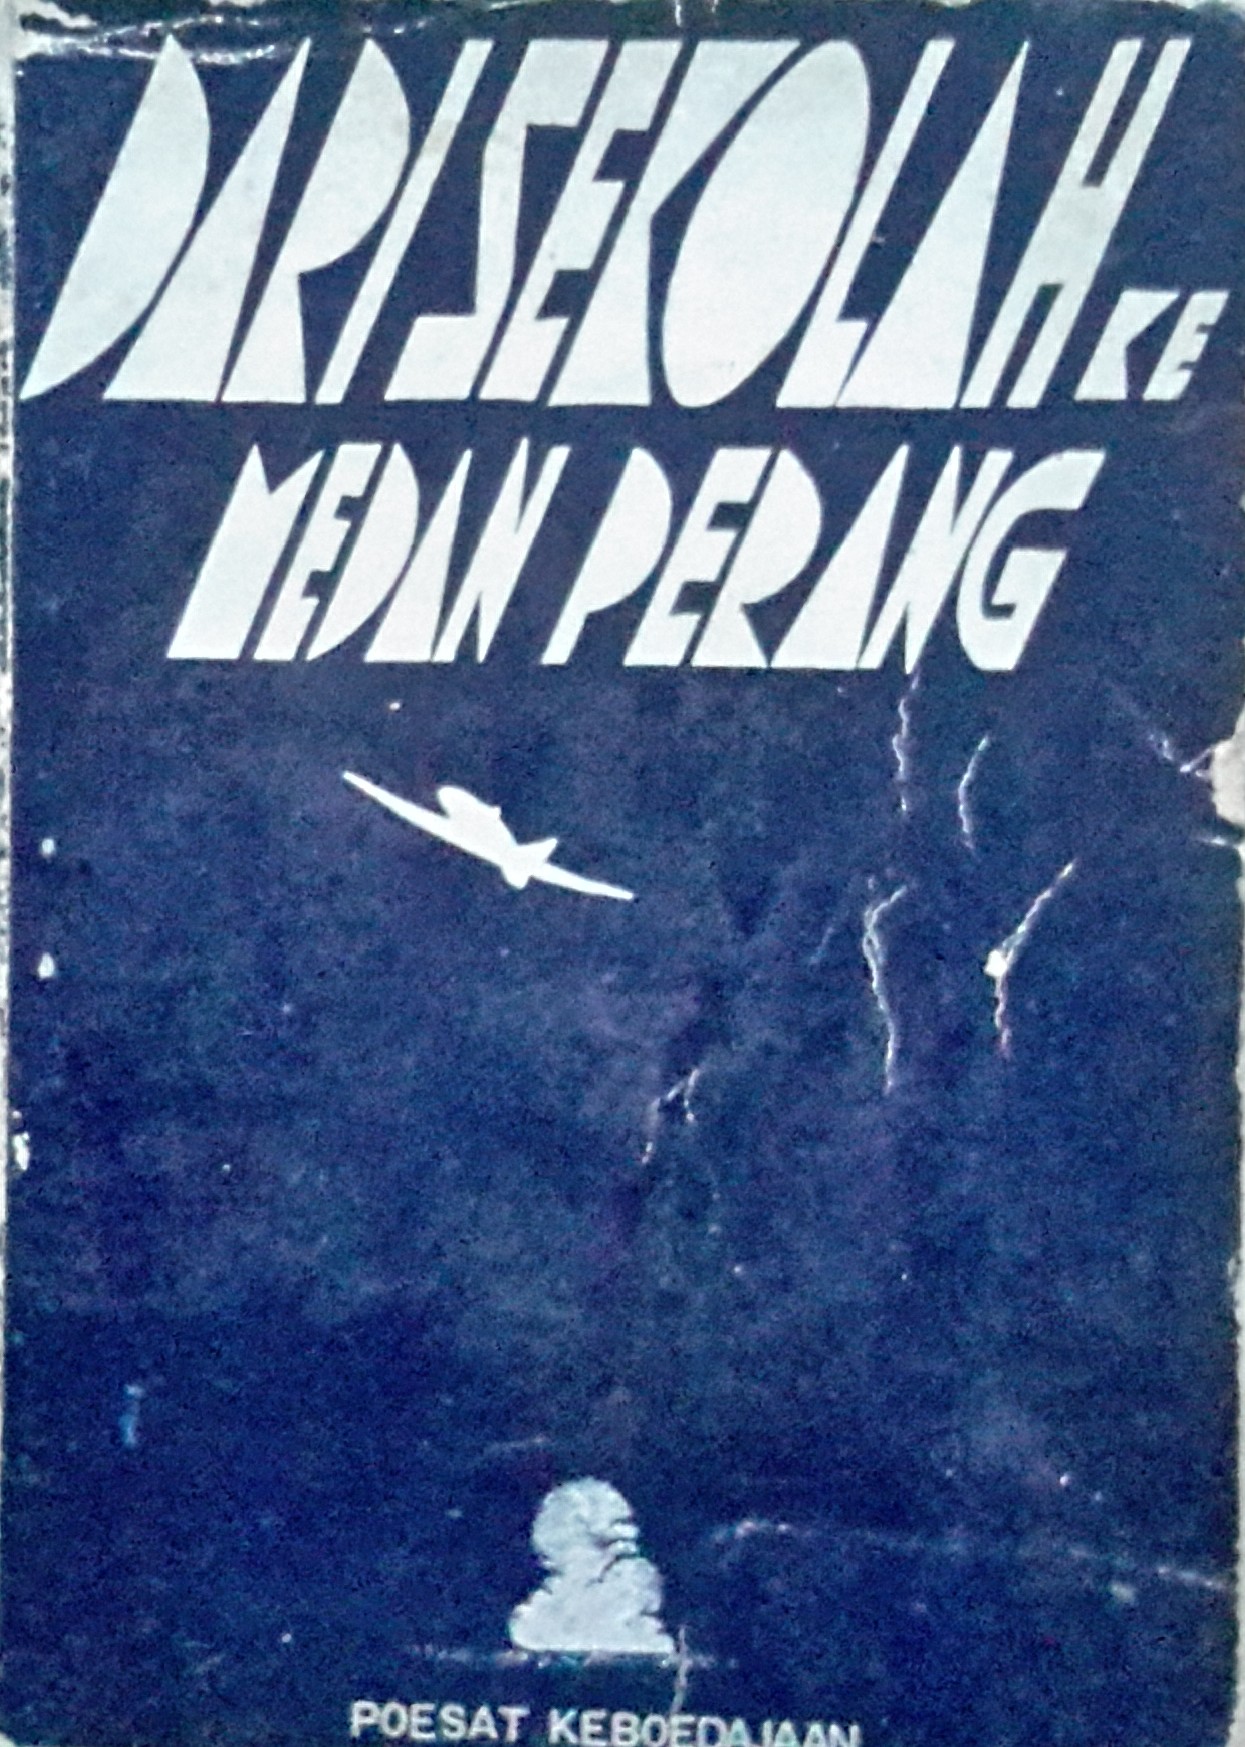 DARI SEKOLAH KE
MEDAN PERANG
POESAT KEBOEDAJAAN